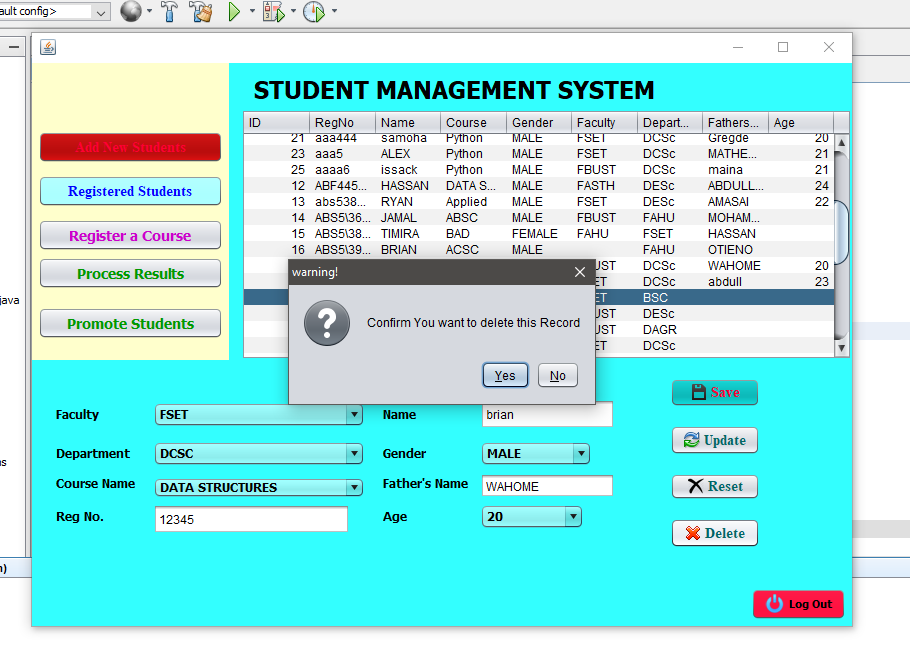 ault config>
java
ns
n)
STUDENT MANAGEMENT SYSTEM
Add New Students
Registered Students
Register a Course
Process Results
Promote Students
ID RegNo Name Course Gender Faculty Depart... Fathers... Age
21 aaa444 samoha Python MALE FSET DCSc Gregde 20
23 aaa5 ALEX Python MALE FSET DCSc MATHE... 21
25 aaaa6 issack Python MALE FBUST DCSc maina 21
12 ABF445... HASSAN DATA S... MALE FASTH DESc ABDULL... 24
13 abs538... RYAN Applied MALE FSET DESc AMASAI 22
14 ABS5\36... JAMAL ABSC MALE FBUST FAHU MOHAM...
15 ABS5\38... TIMIRA BAD FEMALE FAHU FSET HASSAN
16 ABS5\39... BRIAN ACSC MALE FAHU OTIENO
UST DCSc WAHOME 20
ET DCSc abdull 23
ET BSC
UST DESc
UST DAGR
ET DCSc
warning!
Confirm You want to delete this Record
Yes No
Faculty FSET Name brian
Department DCSC Gender MALE
Course Name DATA STRUCTURES Father's Name WAHOME
Reg No. 12345 Age 20
Save
Update
Reset
Delete
Log Out